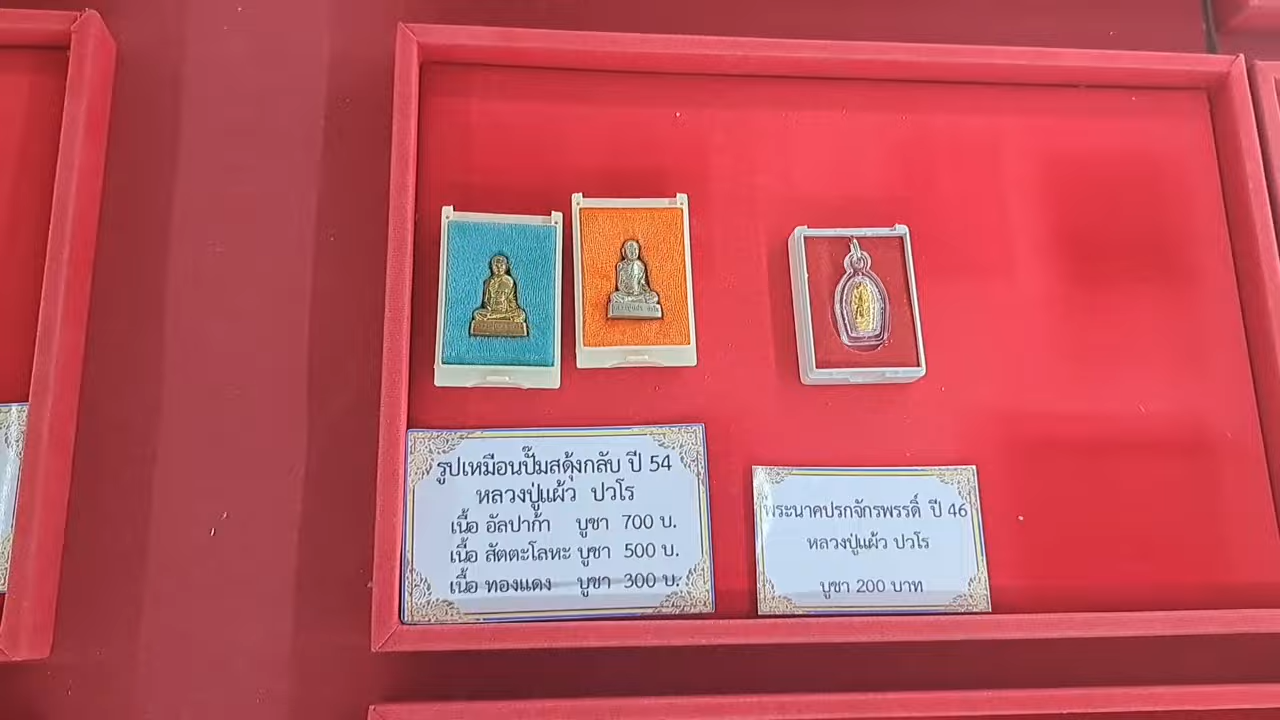 รูปเหมือนปั๊มสดุ้งกลับ ปี 54
หลวงปู่แผ้ว ปวโร
เนื้อ อัลปาก้า บูชา 700 บ.
เนื้อ สัตตะโลหะ บูชา 500 บ.
เนื้อ ทองแดง บูชา 300 บ.
พระนาคปรกจักรพรรดิ์ ปี 46
หลวงปู่แผ้ว ปวโร
บูชา 200 บาท